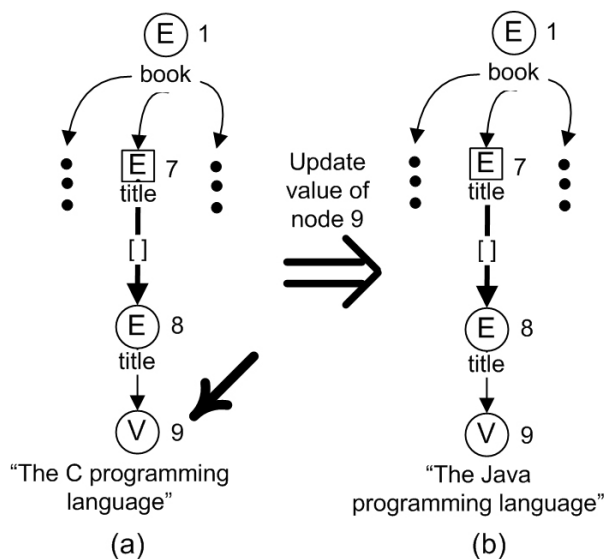 E 1
book
E 7
title
[ ]
E 8
title
V 9
“The C programming
language”
(a)
Update
value of
node 9
E 1
book
E 7
title
[ ]
E 8
title
V 9
“The Java
programming language”
(b)